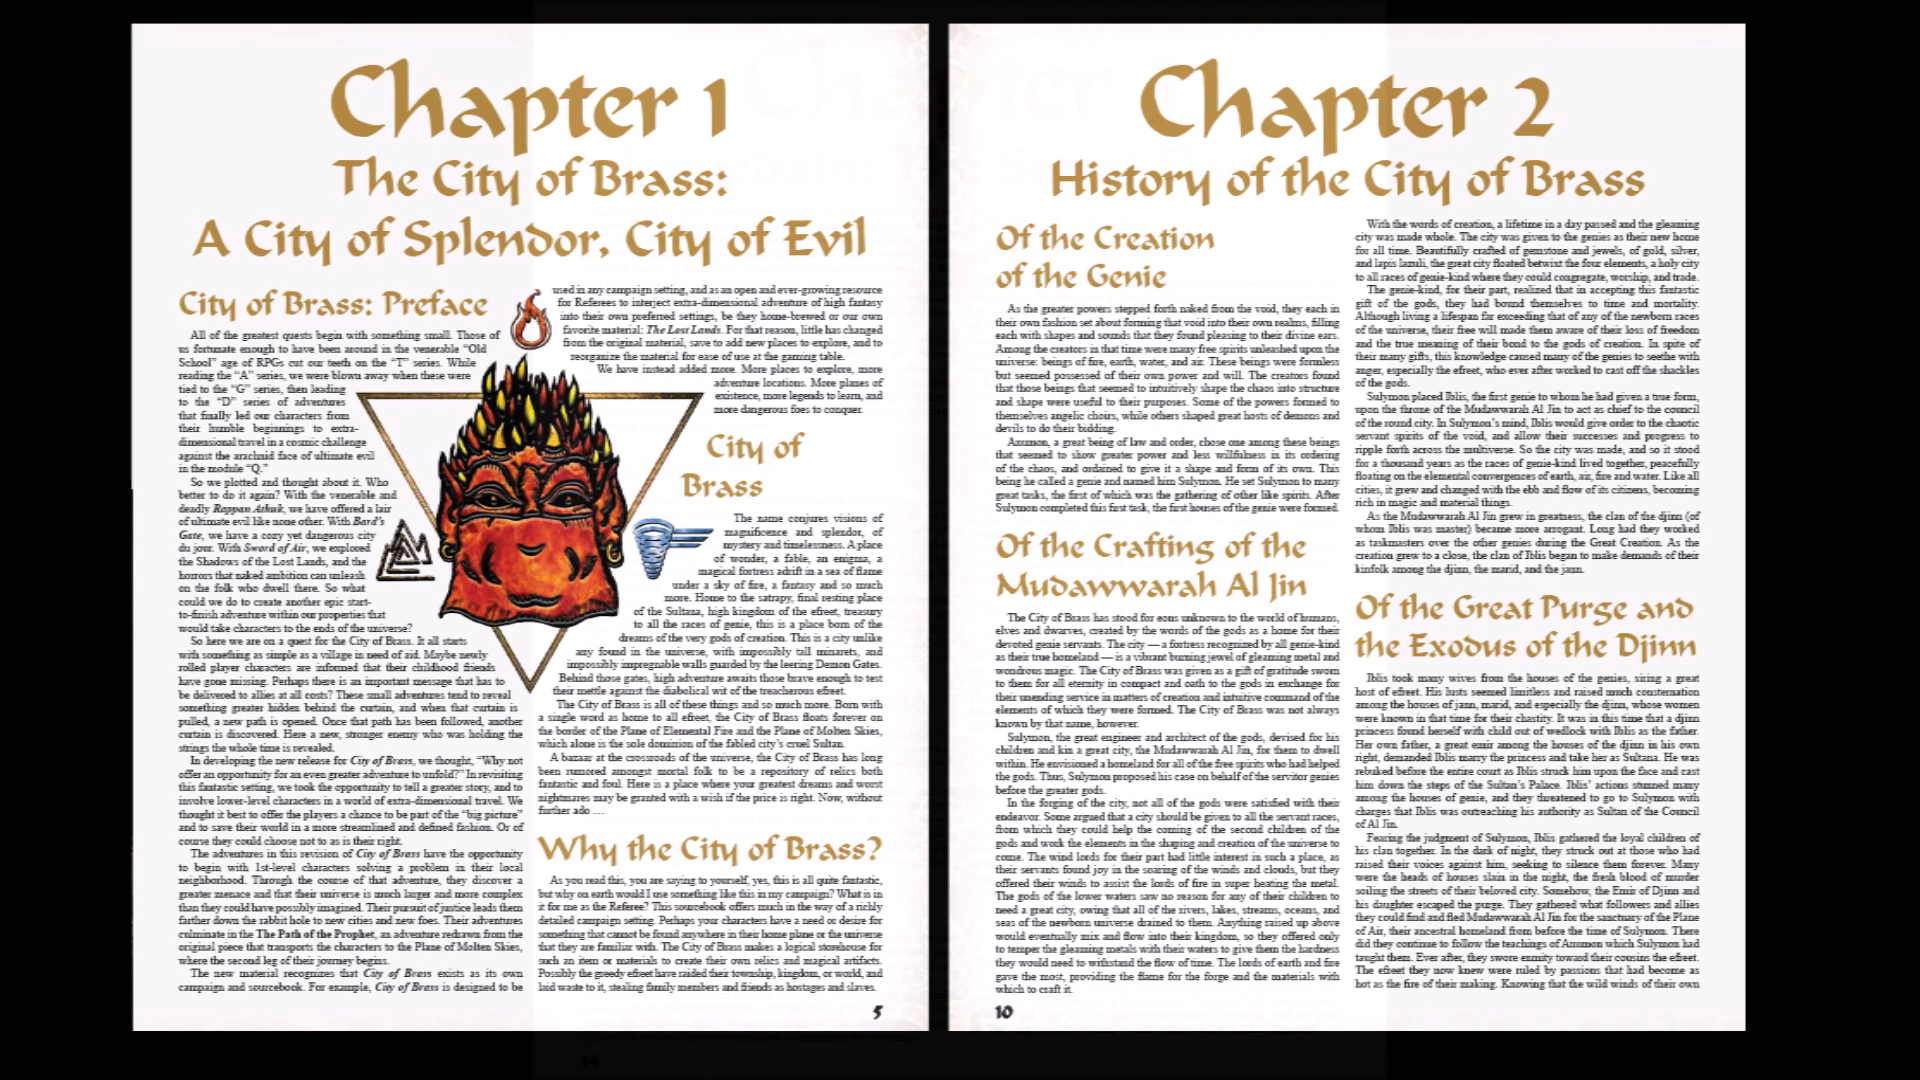 Chapter 1
The City of Brass:
A City of Splendor, City of Evil
City of Brass: Preface
All of the greatest quests begin with something small. Those of
us fortunate enough to have been around in the venerable “Old
School” age of RPGs cut our teeth on the “T” series. While
reading the “A” series, we were blown away when these were
tied to the “G” series, then leading
to the “D” series of adventures
that finally led our characters from
their humble beginnings to extra-
dimensional travel in a cosmic challenge
against the arachnid face of ultimate evil
in the module “Q.”
So we plotted and thought about it. Who
better to do it again? With the venerable and
deadly Rappan Athuk, we have offered a lair
of ultimate evil like none other. With Bard’s
Gate, we have a cozy yet dangerous city
du jour. With Sword of Air, we explored
the Shadows of the Lost Lands, and the
horrors that naked ambition can unleash
on the folk who dwell there. So what
could we do to create another epic start-
to-finish adventure within our properties that
would take characters to the ends of the universe?
So here we are on a quest for the City of Brass. It all starts
with something as simple as a village in need of aid. Maybe newly
rolled player characters are informed that their childhood friends
have gone missing. Perhaps there is an important message that has to
be delivered to allies at all costs? These small adventures tend to reveal
something greater hidden behind the curtain, and when that curtain is
pulled, a new path is opened. Once that path has been followed, another
curtain is discovered. Here a new, stronger enemy who was holding the
strings the whole time is revealed.
In developing the new release for City of Brass, we thought, “Why not
offer an opportunity for an even greater adventure to unfold?” In revisiting
this fantastic setting, we took the opportunity to tell a greater story, and to
involve lower-level characters in a world of extra-dimensional travel. We
thought it best to offer the players a chance to be part of the “big picture”
and to save their world in a more streamlined and defined fashion. Or of
course they could choose not to as is their right.
The adventures in this revision of City of Brass have the opportunity
to begin with 1st-level characters solving a problem in their local
neighborhood. Through the course of that adventure, they discover a
greater menace and that their universe is much larger and more complex
than they could have possibly imagined. Their pursuit of justice leads them
farther down the rabbit hole to new cities and new foes. Their adventures
culminate in the The Path of the Prophet, an adventure redrawn from the
original piece that transports the characters to the Plane of Molten Skies,
where the second leg of their journey begins.
The new material recognizes that City of Brass exists as its own
campaign and sourcebook. For example, City of Brass is designed to be
used in any campaign setting, and as an open and ever-growing resource
for Referees to interject extra-dimensional adventure of high fantasy
into their own preferred settings, be they home-brewed or our own
favorite material: The Lost Lands. For that reason, little has changed
from the original material, save to add new places to explore, and to
reorganize the material for ease of use at the gaming table.
We have instead added more. More places to explore, more
adventure locations. More planes of
existence, more legends to learn, and
more dangerous foes to conquer.
City of
Brass
The name conjures visions of
magnificence and splendor, of
mystery and timelessness. A place
of wonder, a fable, an enigma, a
magical fortress adrift in a sea of flame
under a sky of fire, a fantasy and so much
more. Home to the satrapy, final resting place
of the Sultana, high kingdom of the efreet, treasury
to all the races of genie, this is a place born of the
dreams of the very gods of creation. This is a city unlike
any found in the universe, with impossibly tall minarets, and
impossibly impregnable walls guarded by the leering Demon Gates.
Behind those gates, high adventure awaits those brave enough to test
their mettle against the diabolical wit of the treacherous efreet.
The City of Brass is all of these things and so much more. Born with
a single word as home to all efreet, the City of Brass floats forever on
the border of the Plane of Elemental Fire and the Plane of Molten Skies,
which alone is the sole dominion of the fabled city’s cruel Sultan.
A bazaar at the crossroads of the universe, the City of Brass has long
been rumored amongst mortal folk to be a repository of relics both
fantastic and foul. Here is a place where your greatest dreams and worst
nightmares may be granted with a wish if the price is right. Now, without
further ado ...
Why the City of Brass?
As you read this, you are saying to yourself, yes, this is all quite fantastic,
but why on earth would I use something like this in my campaign? What is in
it for me as the Referee? This sourcebook offers much in the way of a richly
detailed campaign setting. Perhaps your characters have a need or desire for
something that cannot be found anywhere in their home plane or the universe
that they are familiar with. The City of Brass makes a logical storehouse for
such an item or materials to create their own relics and magical artifacts.
Possibly the greedy efreet have raided their township, kingdom, or world, and
laid waste to it, stealing family members and friends as hostages and slaves.
5
Chapter 2
History of the City of Brass
Of the Creation
of the Genie
As the greater powers stepped forth naked from the void, they each in
their own fashion set about forming that void into their own realms, filling
each with shapes and sounds that they found pleasing to their divine ears.
Among the creators in that time were many free spirits unleashed upon the
universe: beings of fire, earth, water, and air. These beings were formless
but seemed possessed of their own power and will. The creators found
that those beings that seemed to intuitively shape the chaos into structure
and shape were useful to their purposes. Some of the powers formed to
themselves angelic choirs, while others shaped great hosts of demons and
devils to do their bidding.
Anumon, a great being of law and order, chose one among these beings
that seemed to show greater power and less willfulness in its ordering
of the chaos, and ordained to give it a shape and form of its own. This
being he called a genie and named him Sulymon. He set Sulymon to many
great tasks, the first of which was the gathering of other like spirits. After
Sulymon completed this first task, the first houses of the genie were formed.
Of the Crafting of the
Mudawwarah Al Jin
The City of Brass has stood for eons unknown to the world of humans,
elves and dwarves, created by the words of the gods as a home for their
devoted genie servants. The city — a fortress recognized by all genie-kind
as their true homeland — is a vibrant burning jewel of gleaming metal and
wondrous magic. The City of Brass was given as a gift of gratitude sworn
to them for all eternity in compact and oath to the gods in exchange for
their unending service in matters of creation and intuitive command of the
elements of which they were formed. The City of Brass was not always
known by that name, however.
Sulymon, the great engineer and architect of the gods, devised for his
children and kin a great city, the Mudawwarah Al Jin, for them to dwell
within. He envisioned a homeland for all of the free spirits who had helped
the gods. Thus, Sulymon proposed his case on behalf of the servitor genies
before the greater gods.
In the forging of the city, not all of the gods were satisfied with their
endeavor. Some argued that a city should be given to all the servant races,
from which they could help the coming of the second children of the
gods and work the elements in the shaping and creation of the universe to
come. The wind lords for their part had little interest in such a place, as
their servants found joy in the soaring of the winds and clouds, but they
offered their winds to assist the lords of fire in super heating the metal.
The gods of the lower waters saw no reason for any of their children to
need a great city, owing that all of the rivers, lakes, streams, oceans, and
seas of the newborn universe drained to them. Anything raised up above
would eventually mix and flow into their kingdom, so they offered only
to temper the gleaming metals with their waters to give them the hardness
they would need to withstand the flow of time. The lords of earth and fire
gave the most, providing the flame for the forge and the materials with
which to craft it.
With the words of creation, a lifetime in a day passed and the gleaming
city was made whole. The city was given to the genies as their new home
for all time. Beautifully crafted of gemstone and jewels, of gold, silver,
and lapis lazuli, the great city floated betwixt the four elements, a holy city
to all races of genie-kind where they could congregate, worship, and trade.
The genie-kind, for their part, realized that in accepting this fantastic
gift of the gods, they had bound themselves to time and mortality.
Although living a lifespan far exceeding that of any of the newborn races
of the universe, their free will made them aware of their loss of freedom
and the true meaning of their bond to the gods of creation. In spite of
their many gifts, this knowledge caused many of the genies to seethe with
anger, especially the efreet, who ever after worked to cast off the shackles
of the gods.
Sulymon placed Iblis, the first genie to whom he had given a true form,
upon the throne of the Mudawwarah Al Jin to act as chief to the council
of the round city. In Sulymon’s mind, Iblis would give order to the chaotic
servant spirits of the void, and allow their successes and progress to
ripple forth across the multiverse. So the city was made, and so it stood
for a thousand years as the races of genie-kind lived together, peacefully
floating on the elemental convergences of earth, air, fire and water. Like all
cities, it grew and changed with the ebb and flow of its citizens, becoming
rich in magic and material things.
As the Mudawwarah Al Jin grew in greatness, the clan of the djinn (of
whom Iblis was master) became more arrogant. Long had they worked
as taskmasters over the other genies during the Great Creation. As the
creation grew to a close, the clan of Iblis began to make demands of their
kinfolk among the djinn, the marid, and the jann.
Of the Great Purge and
the Exodus of the Djinn
Iblis took many wives from the houses of the genies, siring a great
host of efreet. His lusts seemed limitless and raised much consternation
among the houses of jann, marid, and especially the djinn, whose women
were known in that time for their chastity. It was in this time that a djinn
princess found herself with child out of wedlock with Iblis as the father.
Her own father, a great emir among the houses of the djinn in his own
right, demanded Iblis marry the princess and take her as Sultana. He was
rebuked before the entire court as Iblis struck him upon the face and cast
him down the steps of the Sultan’s Palace. Iblis’ actions stunned many
among the houses of genie, and they threatened to go to Sulymon with
charges that Iblis was outreaching his authority as Sultan of the Council
of Al Jin.
Fearing the judgment of Sulymon, Iblis gathered the loyal children of
his clan together. In the dark of night, they struck out at those who had
raised their voices against him, seeking to silence them forever. Many
were the heads of houses slain in the night, the fresh blood of murder
soiling the streets of their beloved city. Somehow, the Emir of Djinn and
his daughter escaped the purge. They gathered what followers and allies
they could find and fled Mudawwarah Al Jin for the sanctuary of the Plane
of Air, their ancestral homeland from before the time of Sulymon. There
did they continue to follow the teachings of Anumon which Sulymon had
taught them. Ever after, they swore enmity toward their cousins the efreet.
The efreet they now knew were ruled by passions that had become as
hot as the fire of their making. Knowing that the wild winds of their own
10